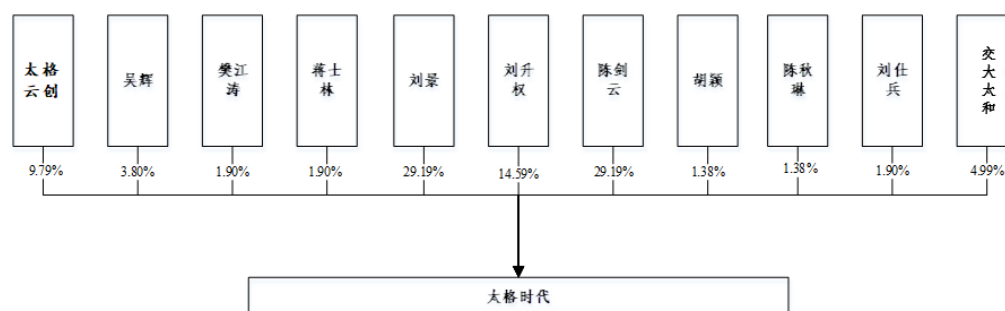 太格
云创
吴辉
樊江
涛
蒋士
林
刘景
刘升
权
陈剑
云
胡颖
陈秋
琳
刘仕
兵
交
大
太
和
9.79%
3.80%
1.90%
1.90%
29.19%
14.59%
29.19%
1.38%
1.38%
1.90%
4.99%
太格时代